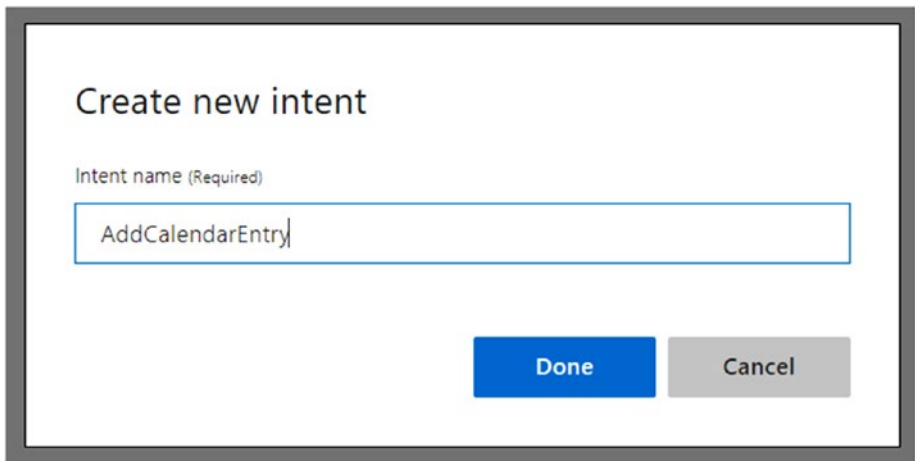 Create new intent
Intent name (Required)
AddCalendarEntry
Done Cancel